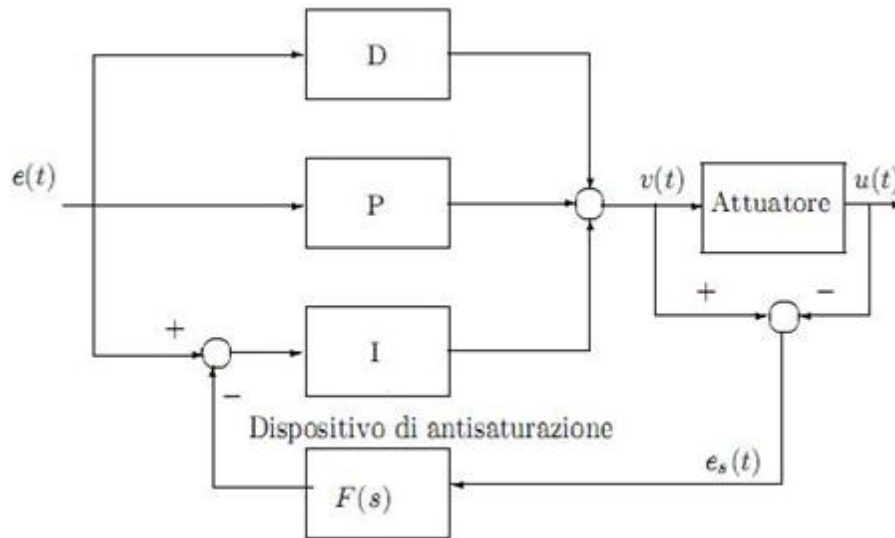 D
e(t)
P
v(t)
Attuatore
u(t)
+
−
+
I
−
Dispositivo di antisaturazione
e_s(t)
F(s)